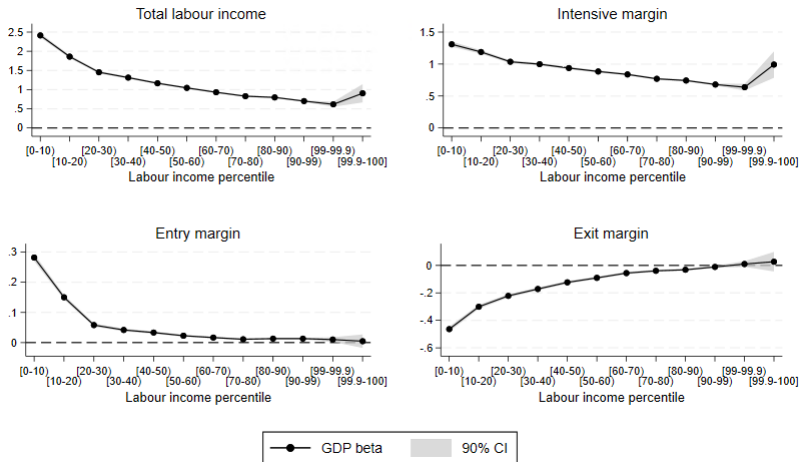 Total labour income
2.5
2
1.5
1
.5
0
[0-10) [20-30) [40-50) [60-70) [80-90) [99-99.9)
[10-20) [30-40) [50-60) [70-80) [90-99) [99.9-100]
Labour income percentile
Intensive margin
1.5
1
.5
0
[0-10) [20-30) [40-50) [60-70) [80-90) [99-99.9)
[10-20) [30-40) [50-60) [70-80) [90-99) [99.9-100]
Labour income percentile
Entry margin
.3
.2
.1
0
[0-10) [20-30) [40-50) [60-70) [80-90) [99-99.9)
[10-20) [30-40) [50-60) [70-80) [90-99) [99.9-100]
Labour income percentile
Exit margin
0
-.2
-.4
-.6
[0-10) [20-30) [40-50) [60-70) [80-90) [99-99.9)
[10-20) [30-40) [50-60) [70-80) [90-99) [99.9-100]
Labour income percentile
GDP beta 90% CI